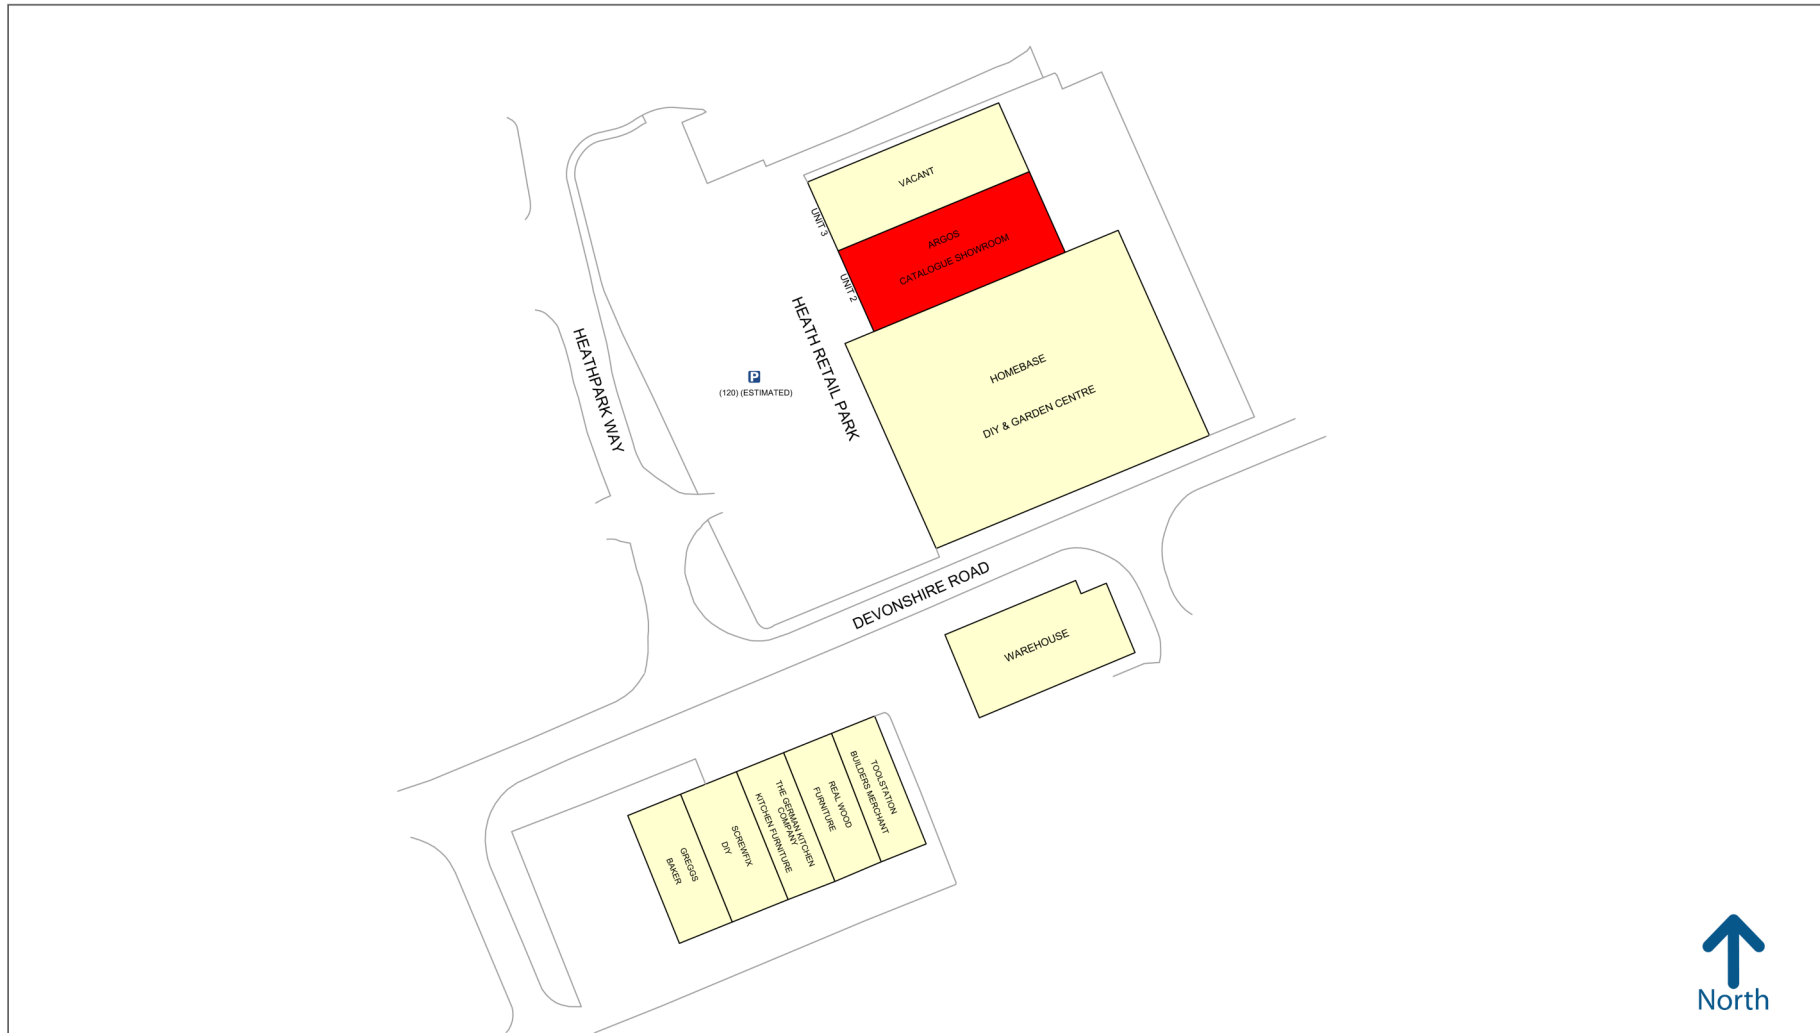 VACANT
UNIT 3
ARGOS
CATALOGUE SHOWROOM
UNIT 2
HEATH RETAIL PARK
HEATHPARK WAY
P
(120) (ESTIMATED)
HOMEBASE
DIY & GARDEN CENTRE
DEVONSHIRE ROAD
WAREHOUSE
GREGGS
BAKER
SCREWFIX
DIY
THE GERMAN KITCHEN
COMPANY
KITCHEN FURNITURE
REAL WOOD
FURNITURE
TOOLSTATION
BUILDERS MERCHANT
North